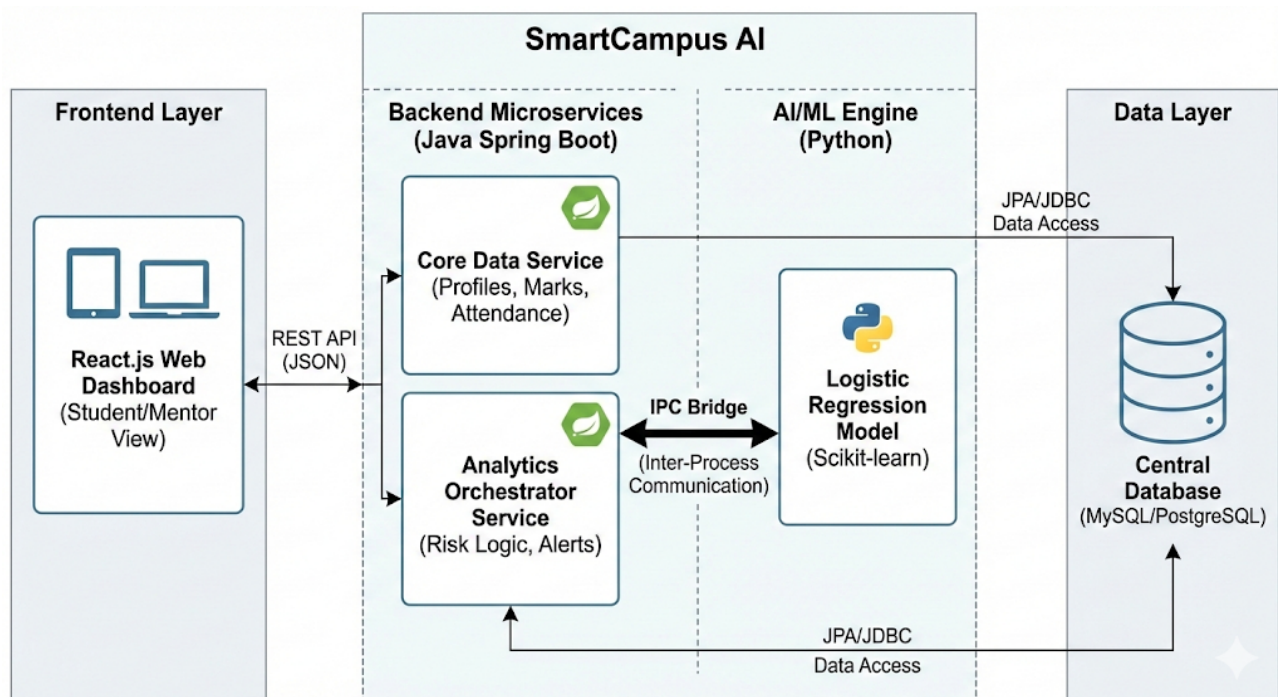 SmartCampus AI
Frontend Layer
React.js Web
Dashboard
(Student/Mentor
View)
REST API
(JSON)
Backend Microservices
(Java Spring Boot)
Core Data Service
(Profiles, Marks,
Attendance)
Analytics
Orchestrator
Service
(Risk Logic, Alerts)
IPC Bridge
(Inter-Process
Communication)
AI/ML Engine
(Python)
Logistic
Regression
Model
(Scikit-learn)
JPA/JDBC
Data Access
JPA/JDBC
Data Access
Data Layer
Central
Database
(MySQL/PostgreSQL)